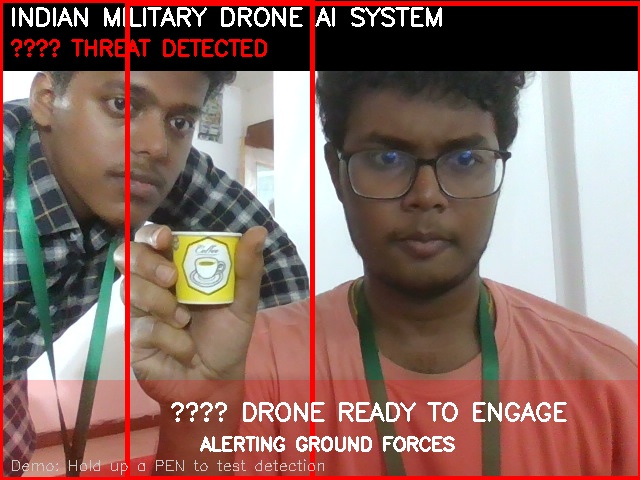 INDIAN MILITARY DRONE AI SYSTEM
???? THREAT DETECTED
Coffee
???? DRONE READY TO ENGAGE
ALERTING GROUND FORCES
Demo: Hold up a PEN to test detection